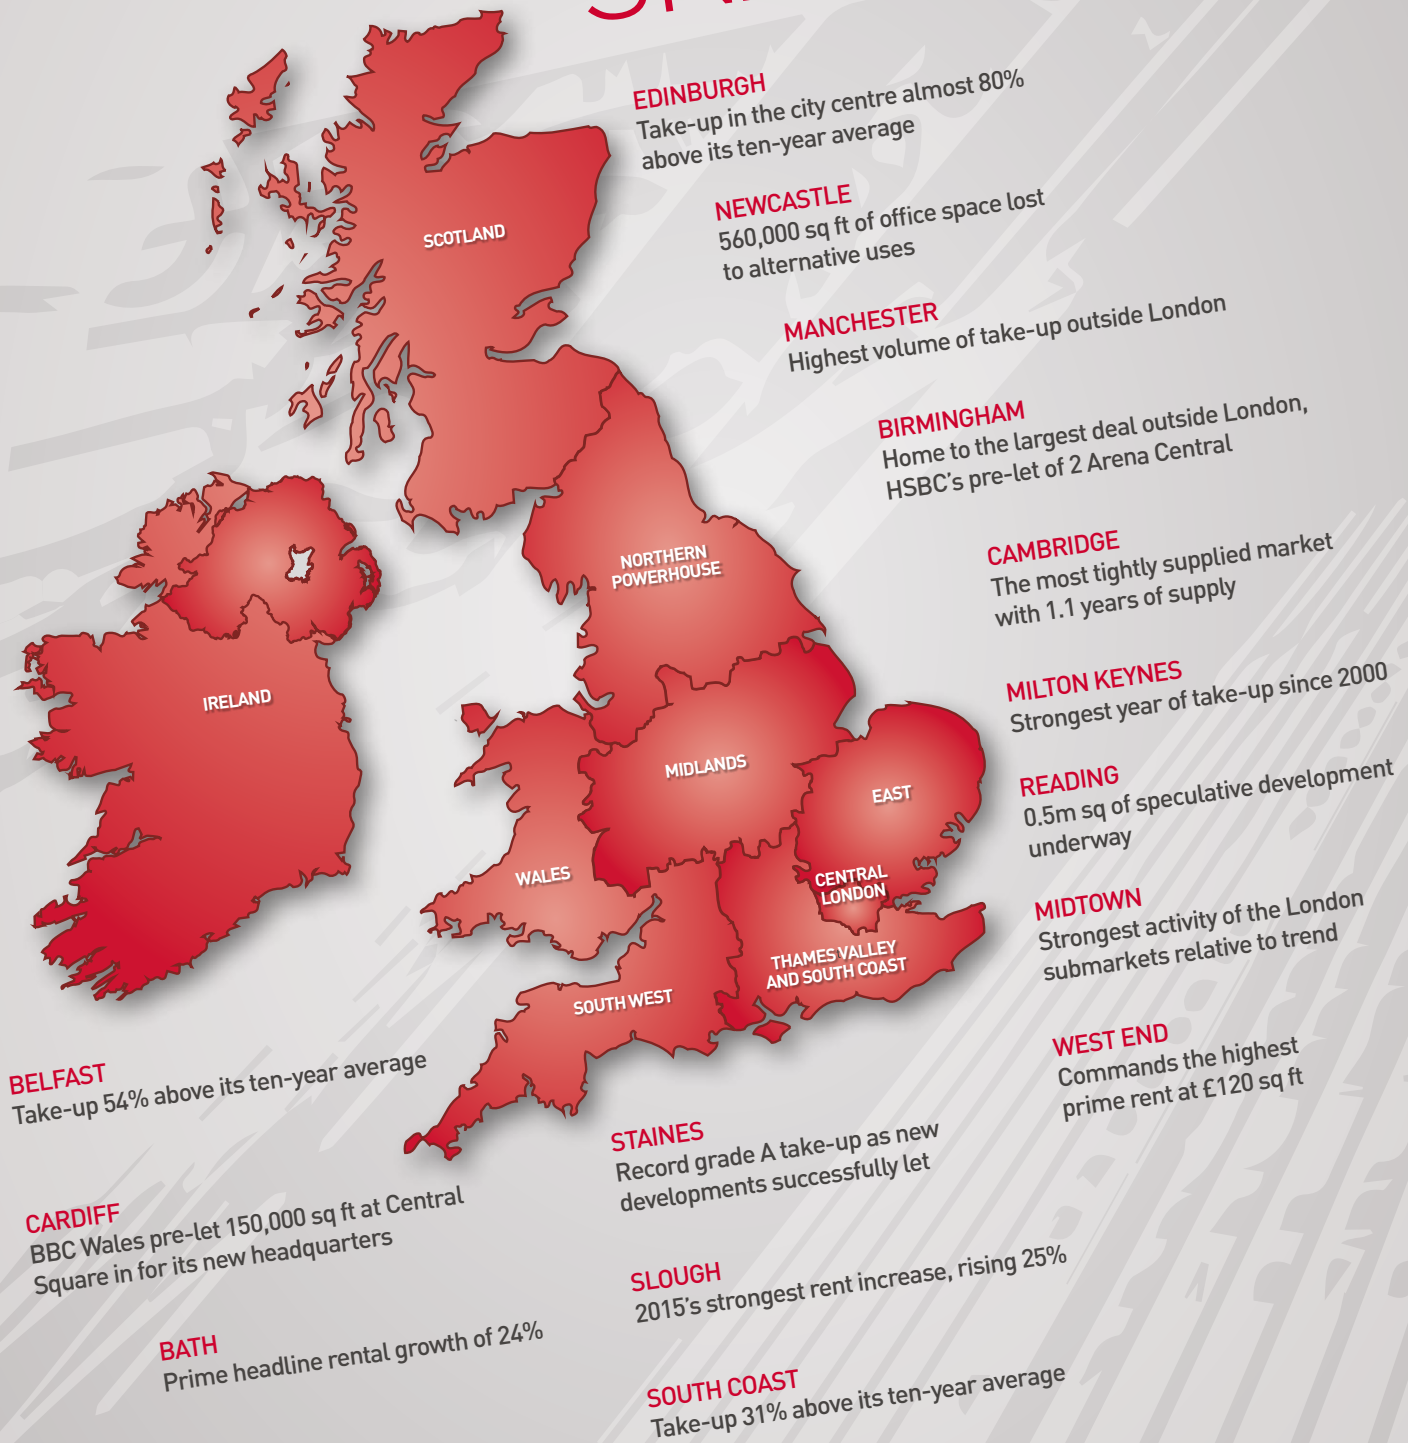 EDINBURGH
Take-up in the city centre almost 80%
above its ten-year average
NEWCASTLE
560,000 sq ft of office space lost
to alternative uses
MANCHESTER
Highest volume of take-up outside London
BIRMINGHAM
Home to the largest deal outside London,
HSBC's pre-let of 2 Arena Central
CAMBRIDGE
The most tightly supplied market
with 1.1 years of supply
MILTON KEYNES
Strongest year of take-up since 2000
READING
0.5m sq of speculative development
underway
MIDTOWN
Strongest activity of the London
submarkets relative to trend
WEST END
Commands the highest
prime rent at £120 sq ft
SCOTLAND
NORTHERN
POWERHOUSE
IRELAND
MIDLANDS
EAST
WALES
CENTRAL
LONDON
THAMES VALLEY
AND SOUTH COAST
SOUTH WEST
BELFAST
Take-up 54% above its ten-year average
CARDIFF
BBC Wales pre-let 150,000 sq ft at Central
Square in for its new headquarters
BATH
Prime headline rental growth of 24%
STAINES
Record grade A take-up as new
developments successfully let
SLOUGH
2015's strongest rent increase, rising 25%
SOUTH COAST
Take-up 31% above its ten-year average